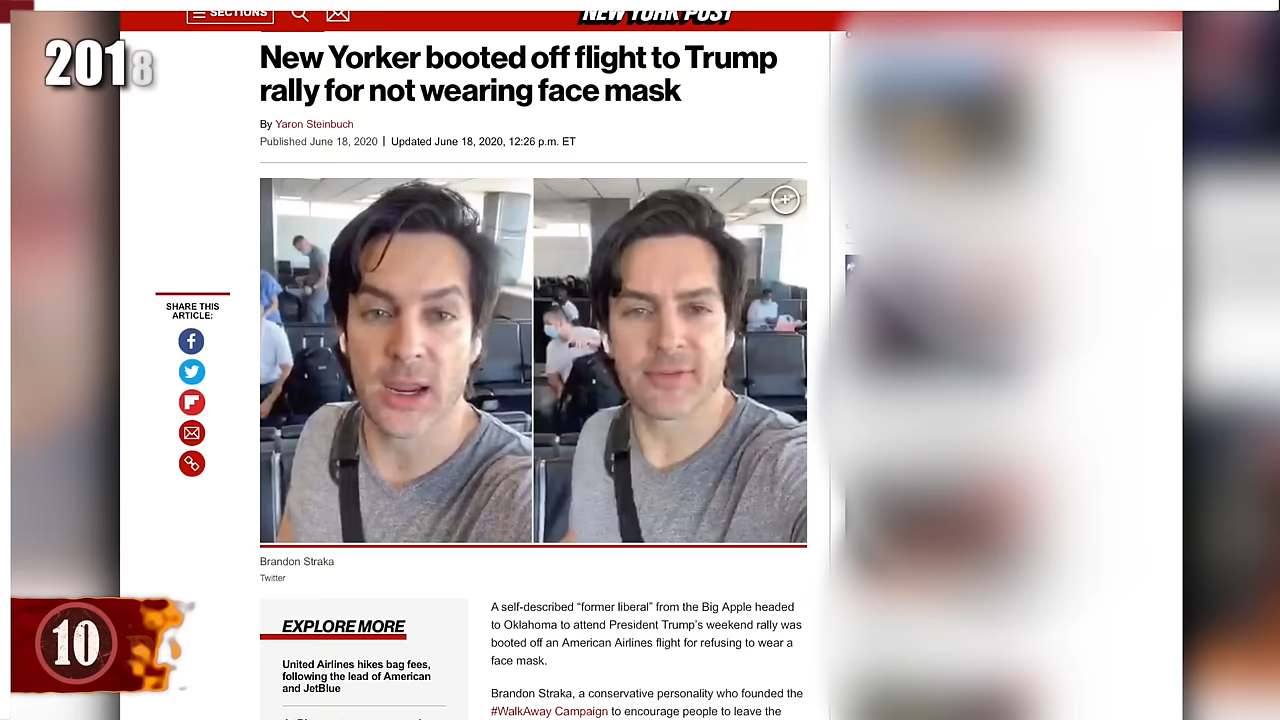 SECTIONS
NEW YORK POST
2018
New Yorker booted off flight to Trump
rally for not wearing face mask
By Yaron Steinbuch
Published June 18, 2020 | Updated June 18, 2020, 12:26 p.m. ET
SHARE THIS
ARTICLE:
Brandon Straka
Twitter
EXPLORE MORE
United Airlines hikes bag fees,
following the lead of American
and JetBlue
A self-described “former liberal” from the Big Apple headed
to Oklahoma to attend President Trump’s weekend rally was
booted off an American Airlines flight for refusing to wear a
face mask.
Brandon Straka, a conservative personality who founded the
#WalkAway Campaign to encourage people to leave the
10